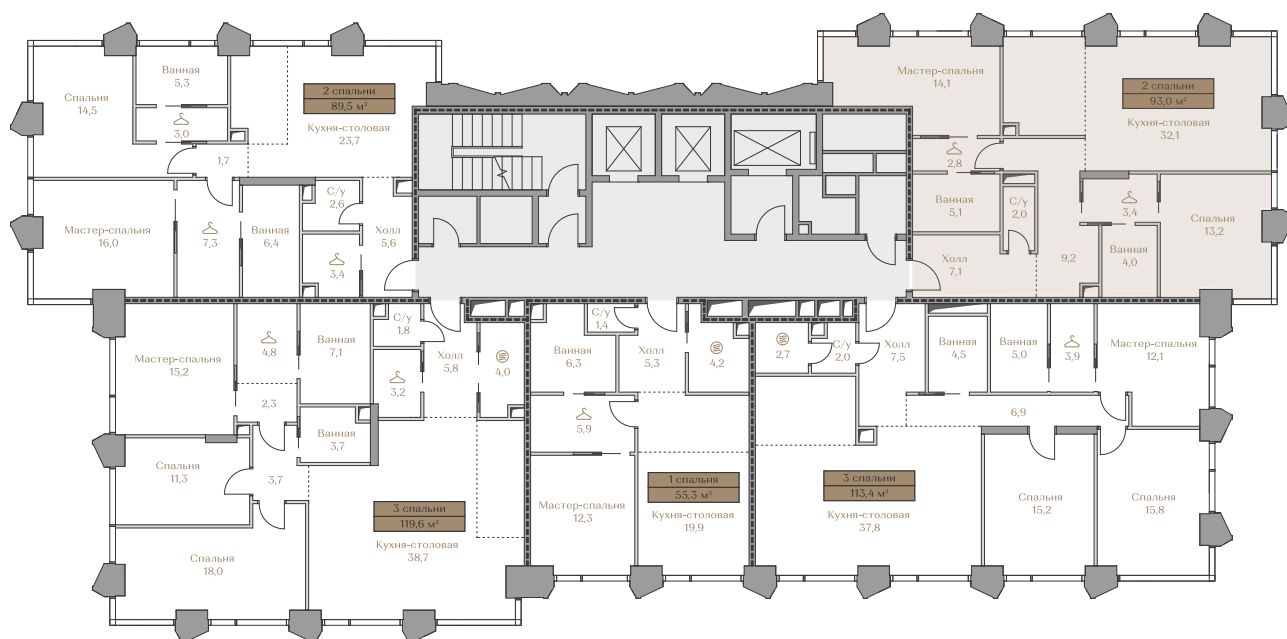 Спальня
14,5
Ванная
5,3
3,0
1,7
2 спальни
89,5 м²
Кухня-столовая
23,7
Мастер-спальня
16,0
7,3
Ванная
6,4
С/у
2,6
3,4
Холл
5,6
Мастер-спальня
14,1
2 спальни
93,0 м²
Кухня-столовая
32,1
2,8
Ванная
5,1
С/у
2,0
3,4
Спальня
13,2
Холл
7,1
9,2
Ванная
4,0
Мастер-спальня
15,2
4,8
Ванная
7,1
С/у
1,8
3,2
Холл
5,8
4,0
2,3
Ванная
3,7
Спальня
11,3
3,7
3 спальни
119,6 м²
Кухня-столовая
38,7
Спальня
18,0
С/у
1,4
Ванная
6,3
Холл
5,3
4,2
5,9
1 спальня
55,3 м²
Кухня-столовая
19,9
Мастер-спальня
12,3
2,7
С/у
2,0
Холл
7,5
4,5
Ванная
5,0
3,9
Мастер-спальня
12,1
6,9
3 спальни
113,4 м²
Кухня-столовая
37,8
Спальня
15,2
Спальня
15,8